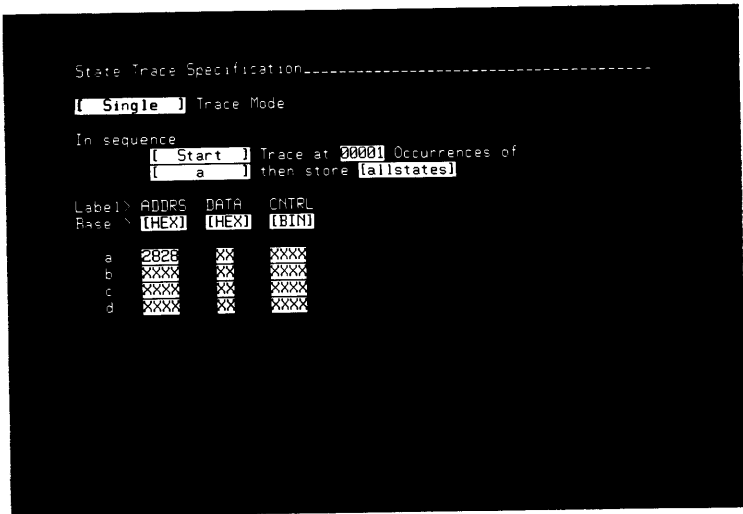 State Trace Specification
[ Single ] Trace Mode
In sequence
[ Start ] Trace at 00001 Occurrences of
[ a ] then store [allstates]
Label> ADDRS DATA CNTRL
Base > [HEX] [HEX] [BIN]
a 2828 XX XXXX
b XXXX XX XXXX
c XXXX XX XXXX
d XXXX XX XXXX